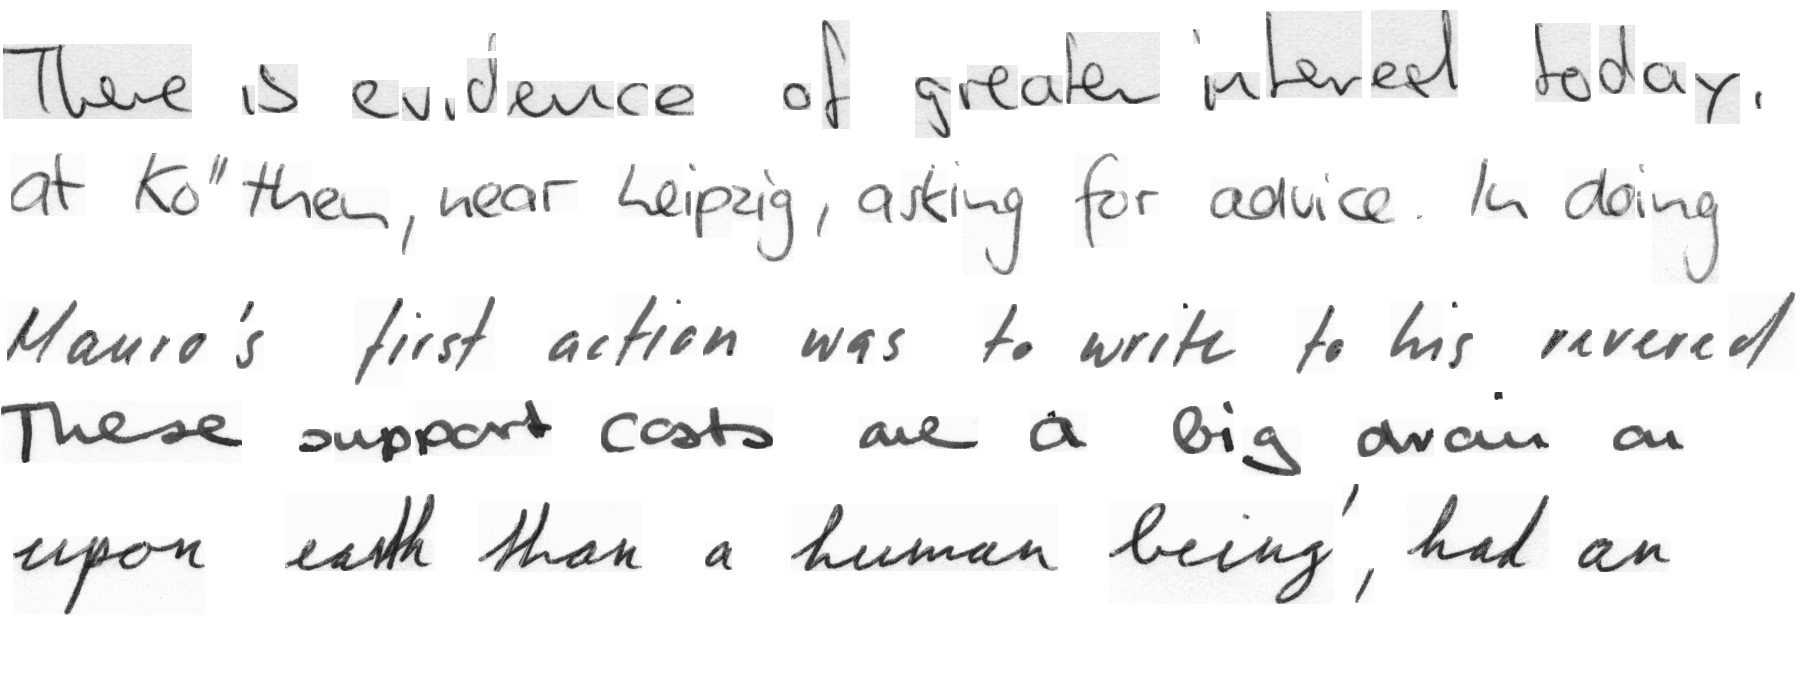 There is evidence of greater interest today.
at Ko"then, near Leipzig, asking for advice. In doing
Mauro's first action was to write to his revered
These support costs are a big drain on
upon earth than a human being', had an